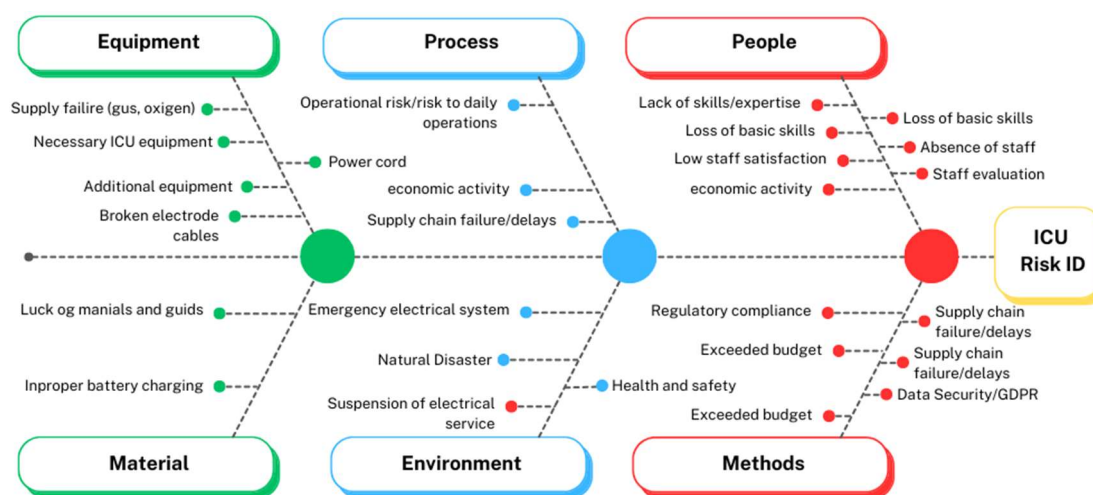 Equipment
Process
People
Supply failire (gus, oxigen)
Necessary ICU equipment
Power cord
Additional equipment
Broken electrode
cables
Operational risk/risk to daily
operations
economic activity
Supply chain failure/delays
Lack of skills/expertise
Loss of basic skills
Loss of basic skills
Absence of staff
Low staff satisfaction
Staff evaluation
economic activity
ICU
Risk ID
Luck og manials and guids
Inproper battery charging
Emergency electrical system
Natural Disaster
Health and safety
Suspension of electrical
service
Regulatory compliance
Supply chain
failure/delays
Exceeded budget
Supply chain
failure/delays
Data Security/GDPR
Exceeded budget
Material
Environment
Methods